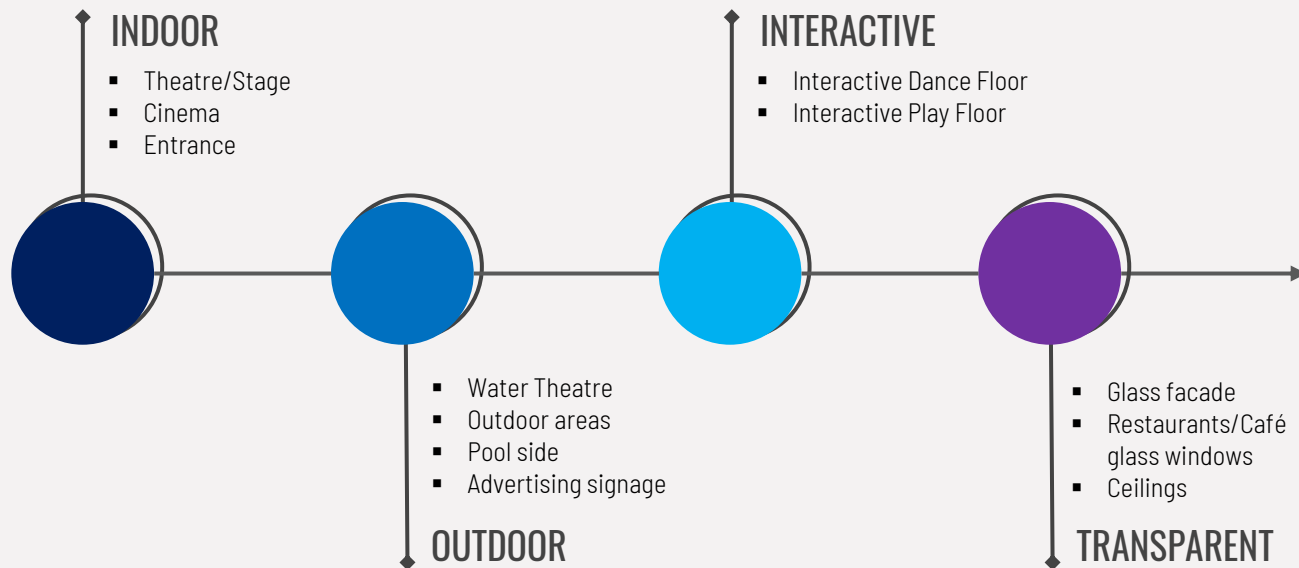 INDOOR
Theatre/Stage
Cinema
Entrance
Water Theatre
Outdoor areas
Pool side
Advertising signage
OUTDOOR
INTERACTIVE
Interactive Dance Floor
Interactive Play Floor
Glass facade
Restaurants/Café
glass windows
Ceilings
TRANSPARENT